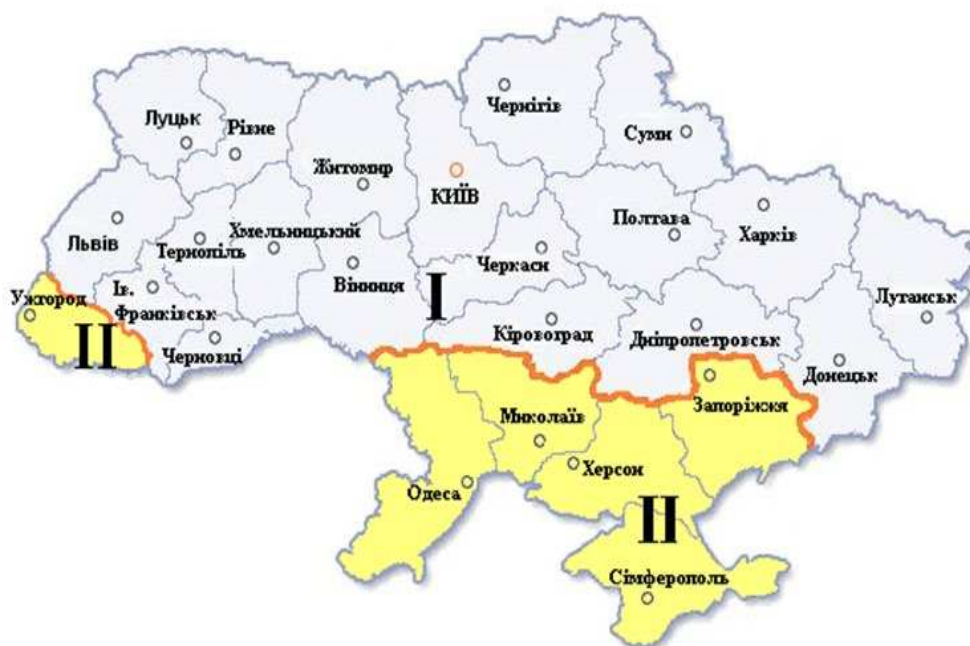 Чернігів
Луцьк
Рівне
Суми
Житомир
КИЇВ
Львів
Тернопіль
Хмельницький
Полтава
Харків
Черкаси
Вінниця
I
Ужгород
Ів.
Франківськ
II
Черновці
Кіровоград
Дніпропетровськ
Луганськ
Донецьк
Запоріжжя
Миколаїв
Херсон
Одеса
II
Сімферополь